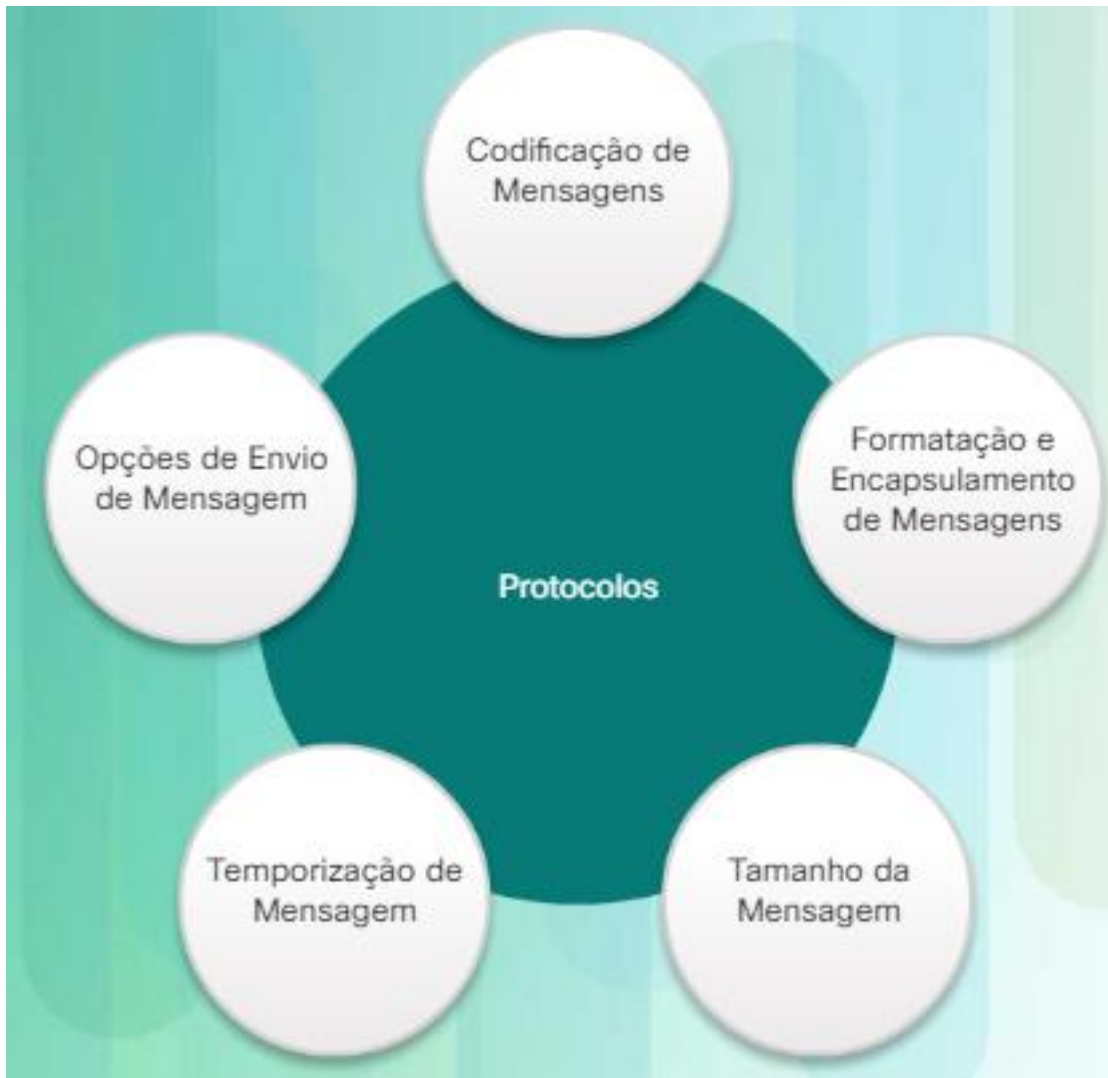 Codificação de
Mensagens
Opções de Envio
de Mensagem
Formatação e
Encapsulamento
de Mensagens
Protocolos
Temporização de
Mensagem
Tamanho da
Mensagem